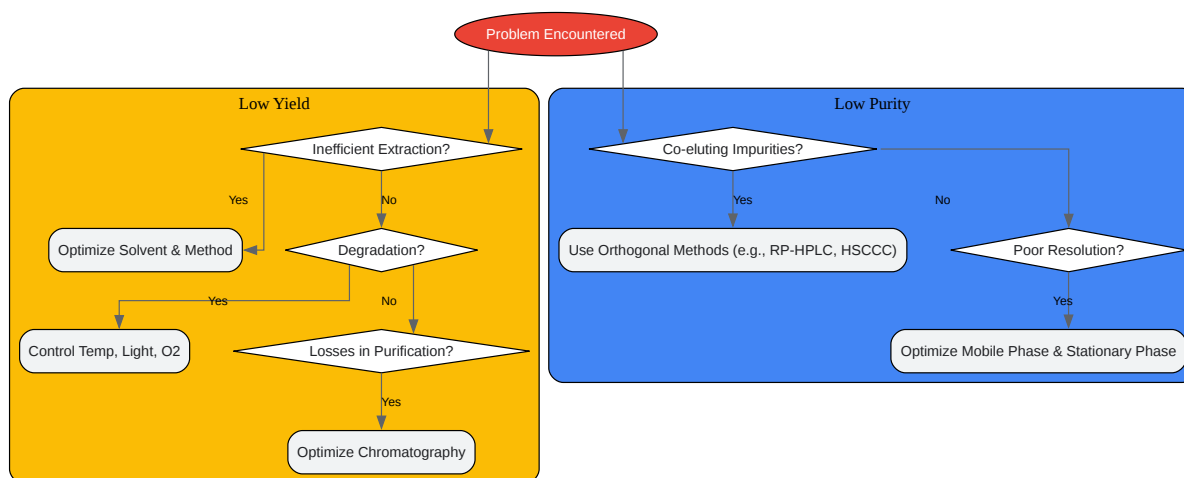 Problem Encountered
Low Yield
Low Purity
Inefficient Extraction?
Co-eluting Impurities?
Yes
No
Yes
No
Optimize Solvent & Method
Degradation?
Use Orthogonal Methods (e.g., RP-HPLC, HSCCC)
Poor Resolution?
Yes
No
Yes
Control Temp, Light, O2
Losses in Purification?
Optimize Mobile Phase & Stationary Phase
Yes
Optimize Chromatography